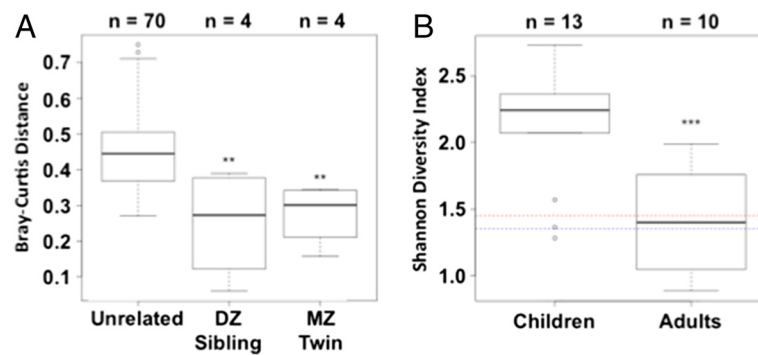 A
n = 70 n = 4 n = 4
Bray-Curtis Distance
0.7
0.6
0.5
0.4
0.3
0.2
0.1
**
**
Unrelated DZ Sibling MZ Twin
B
n = 13 n = 10
Shannon Diversity Index
2.5
2.0
1.5
1.0
***
Children Adults